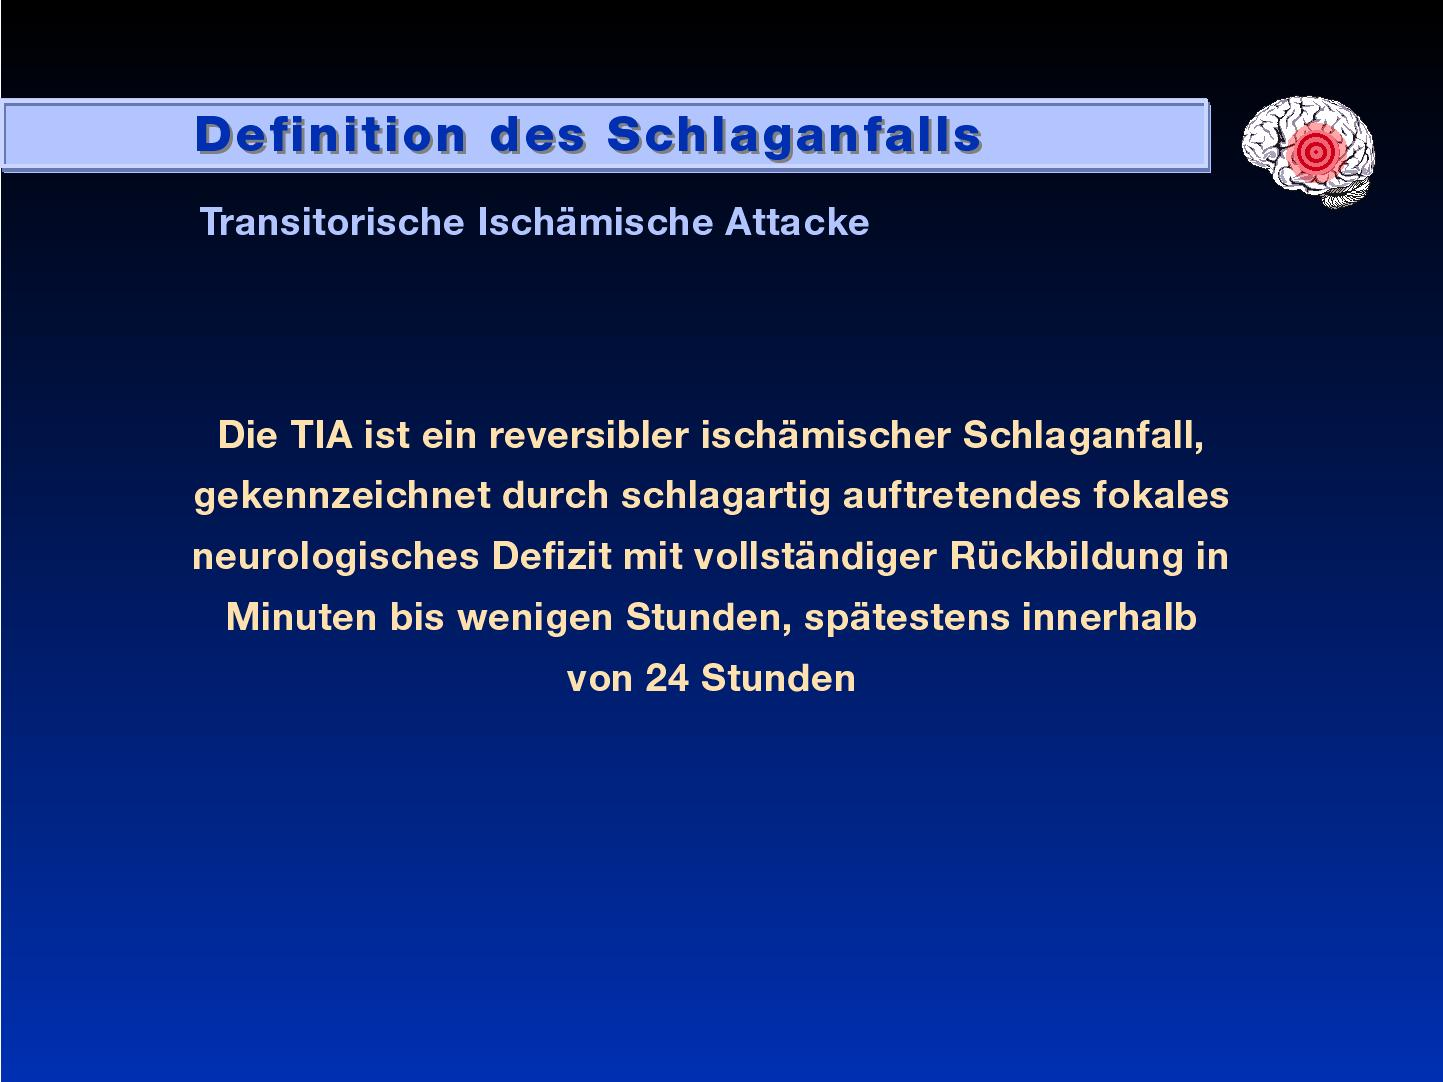 Definition des Schlaganfalls
Transitorische Ischämische Attacke
Die TIA ist ein reversibler ischämischer Schlaganfall,
gekennzeichnet durch schlagartig auftretendes fokales
neurologisches Defizit mit vollständiger Rückbildung in
Minuten bis wenigen Stunden, spätestens innerhalb
von 24 Stunden